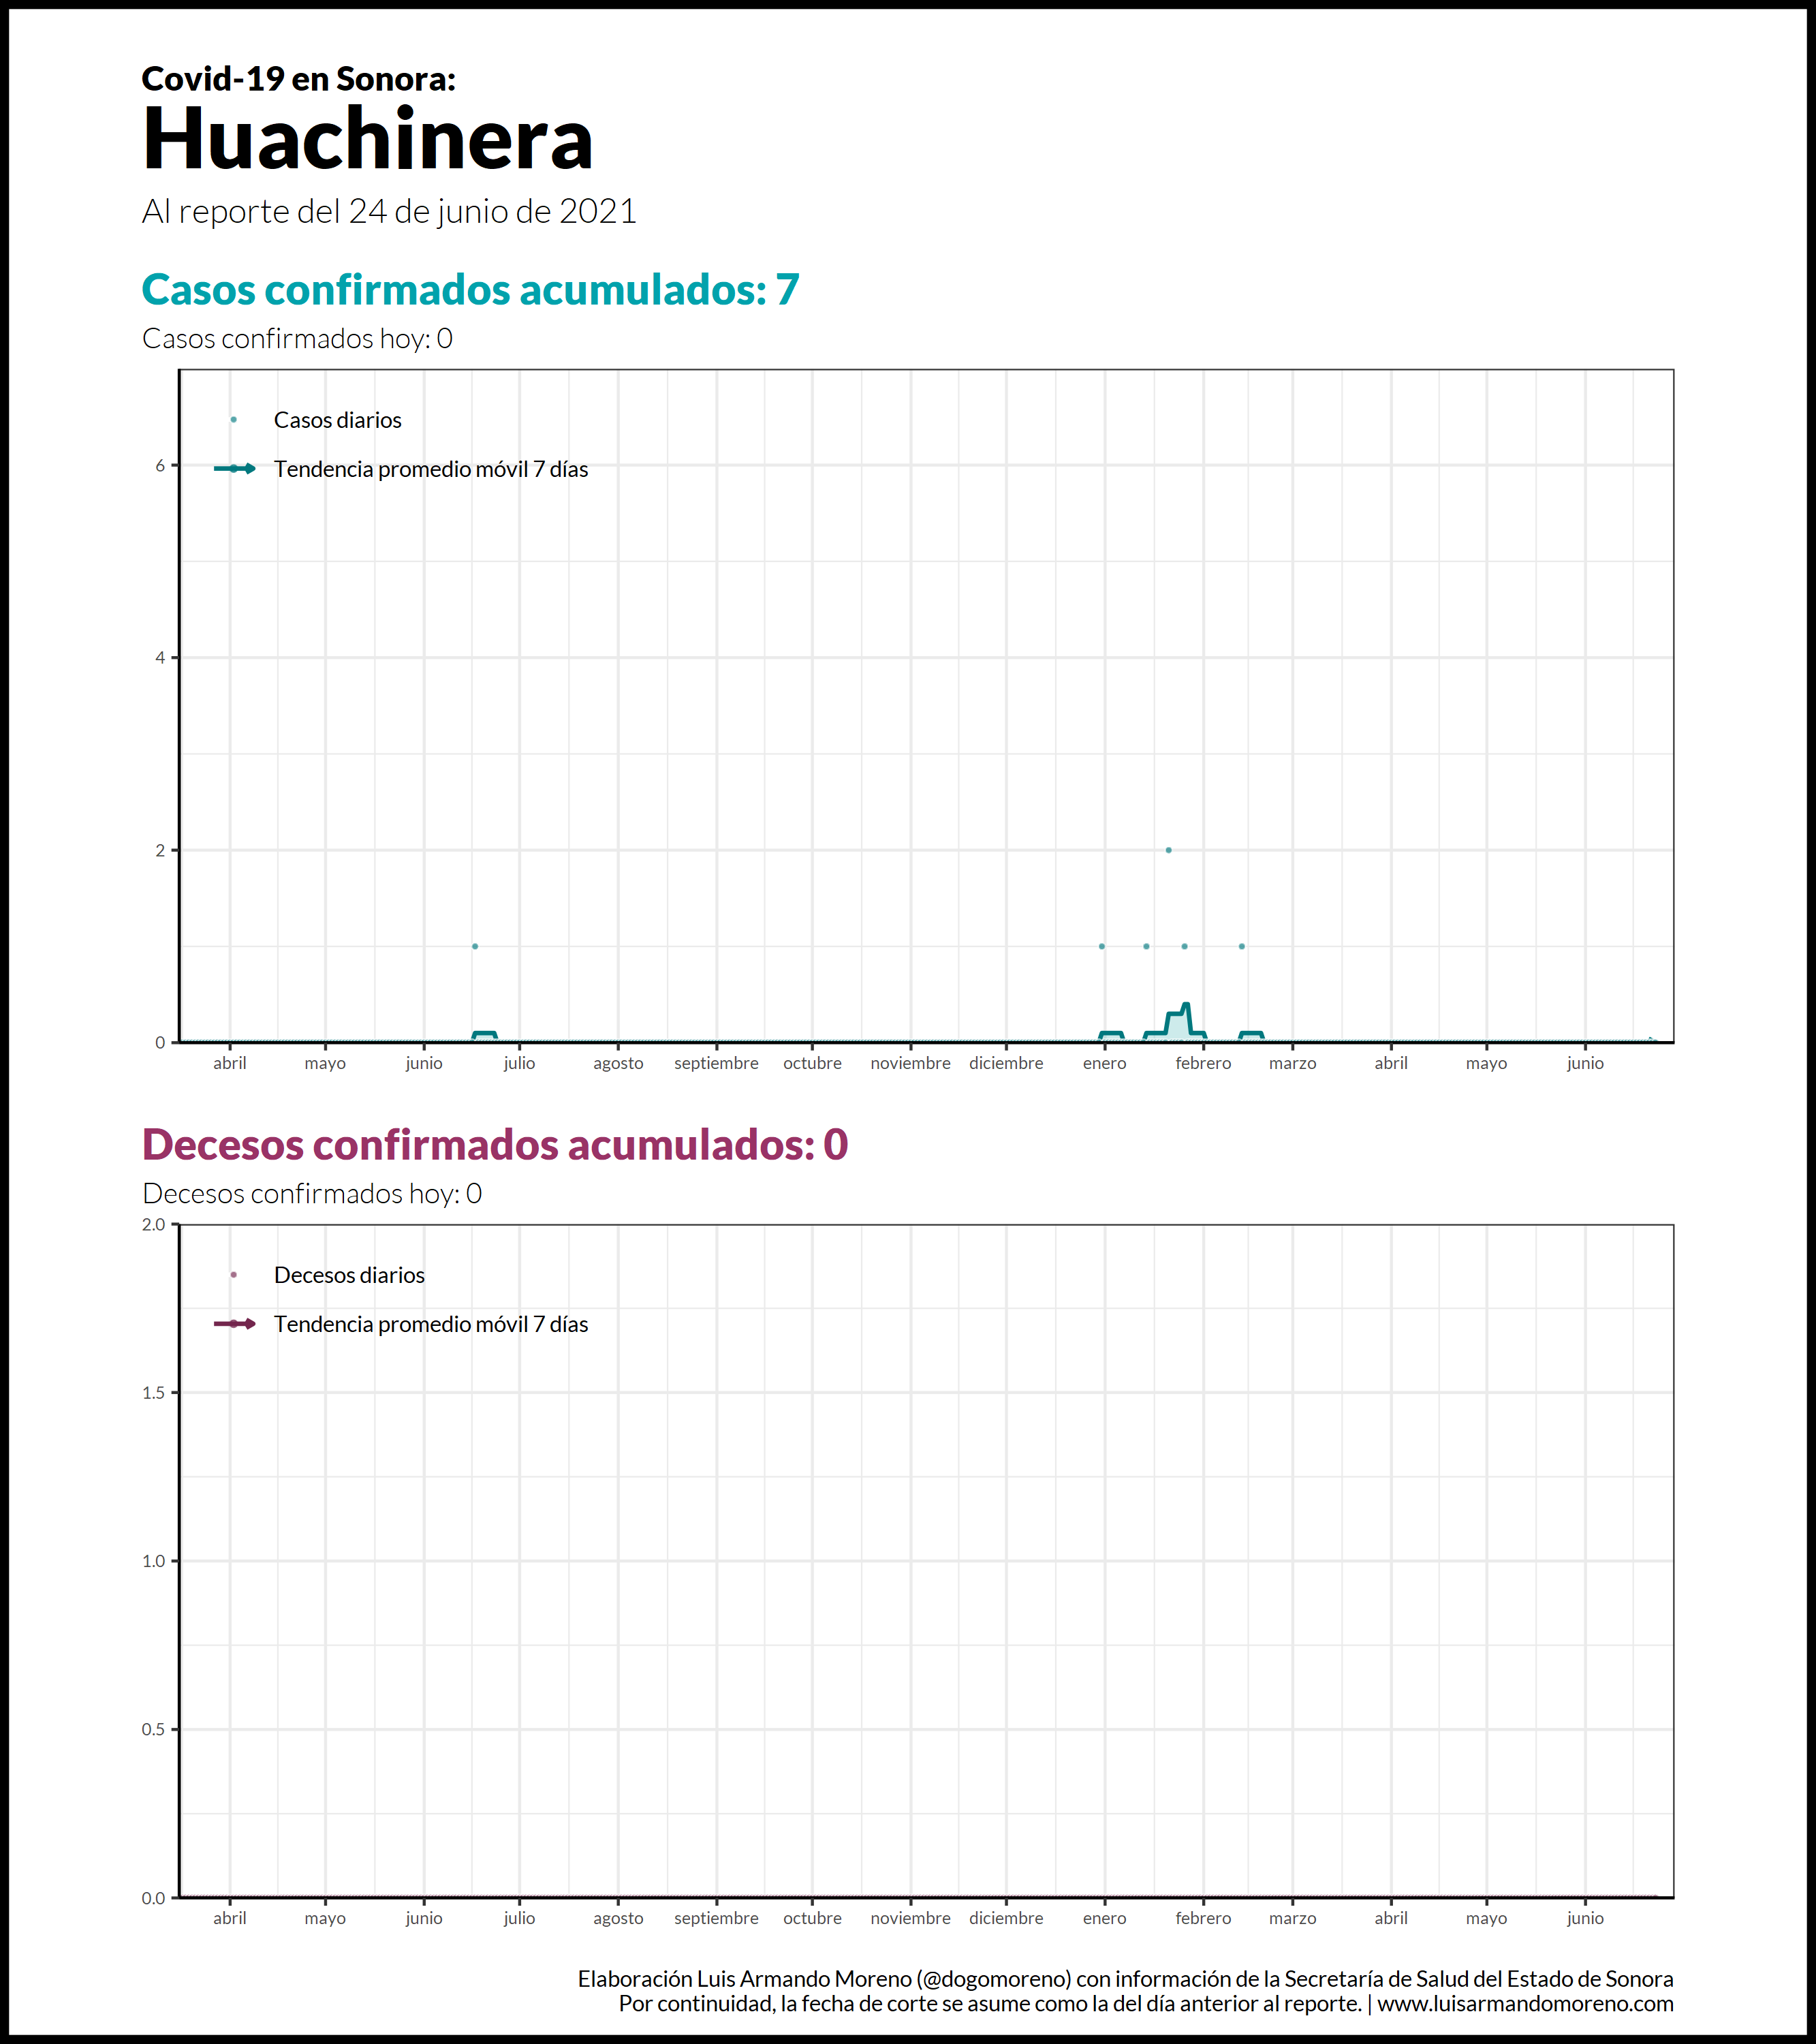 Covid-19 en Sonora:
Huachinera
Al reporte del 24 de junio de 2021
Casos confirmados acumulados: 7
Casos confirmados hoy: 0
Casos diarios
Tendencia promedio móvil 7 días
6
4
2
0
abril mayo junio julio agosto septiembre octubre noviembre diciembre enero febrero marzo abril mayo junio
Decesos confirmados acumulados: 0
Decesos confirmados hoy: 0
2.0
Decesos diarios
Tendencia promedio móvil 7 días
1.5
1.0
0.5
0.0
abril mayo junio julio agosto septiembre octubre noviembre diciembre enero febrero marzo abril mayo junio
Elaboración Luis Armando Moreno (@dogomoreno) con información de la Secretaría de Salud del Estado de Sonora
Por continuidad, la fecha de corte se asume como la del día anterior al reporte. | www.luisarmandomoreno.com